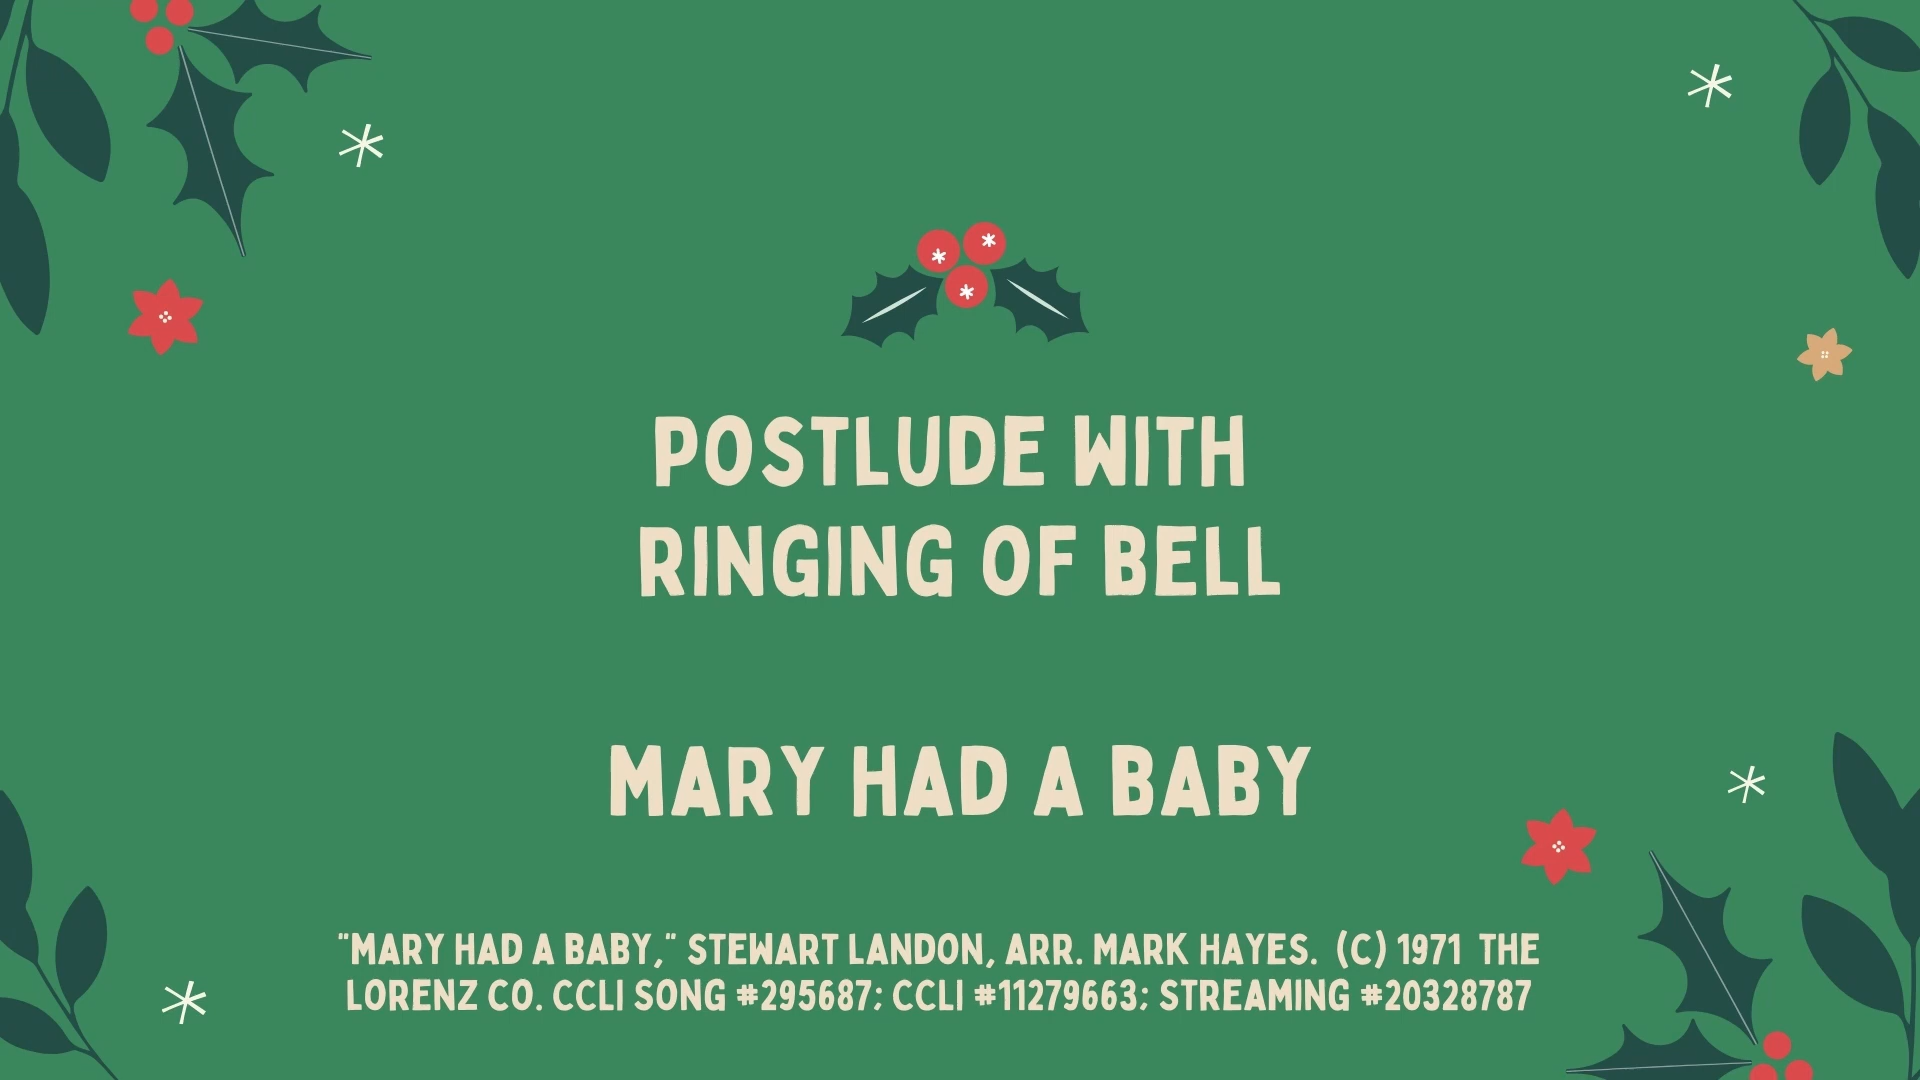 POSTLUDE WITH
RINGING OF BELL
MARY HAD A BABY
"MARY HAD A BABY," STEWART LANDON, ARR. MARK HAYES. (C) 1971 THE
LORENZ CO. CCLI SONG #295687; CCLI #11279663; STREAMING #20328787